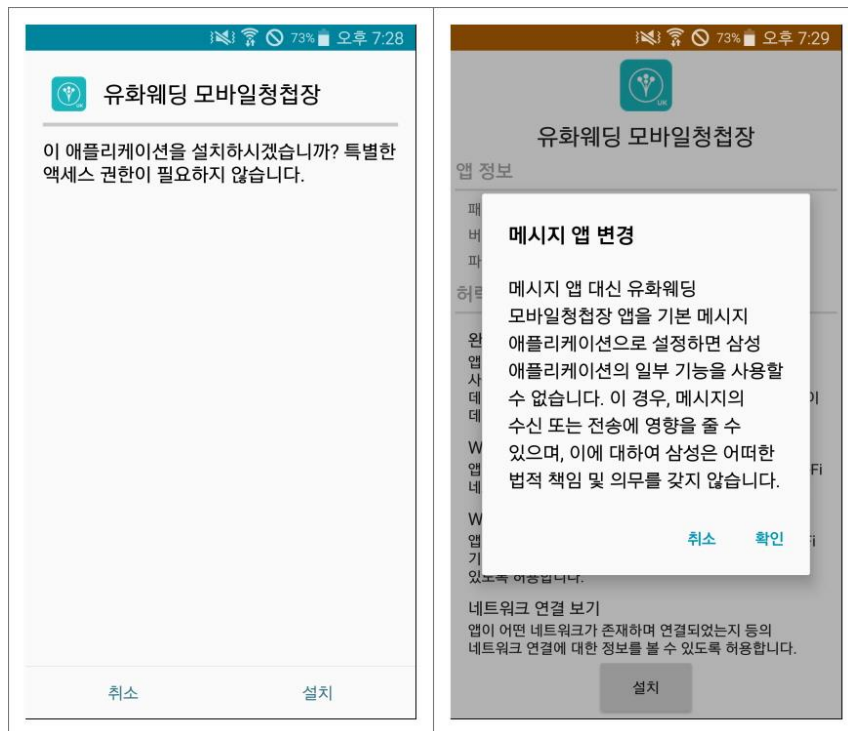 73% 오후 7:28
유화웨딩 모바일청첩장
이 애플리케이션을 설치하시겠습니까? 특별한
액세스 권한이 필요하지 않습니다.
취소 설치
73% 오후 7:29
UK
유화웨딩 모바일청첩장
앱 정보
패
버
파
메시지 앱 변경
메시지 앱 대신 유화웨딩
모바일청첩장 앱을 기본 메시지
애플리케이션으로 설정하면 삼성
애플리케이션의 일부 기능을 사용할
수 없습니다. 이 경우, 메시지의
수신 또는 전송에 영향을 줄 수
있으며, 이에 대하여 삼성은 어떠한
법적 책임 및 의무를 갖지 않습니다.
취소 확인
네트워크 연결 보기
앱이 어떤 네트워크가 존재하며 연결되었는지 등의
네트워크 연결에 대한 정보를 볼 수 있도록 허용합니다.
설치